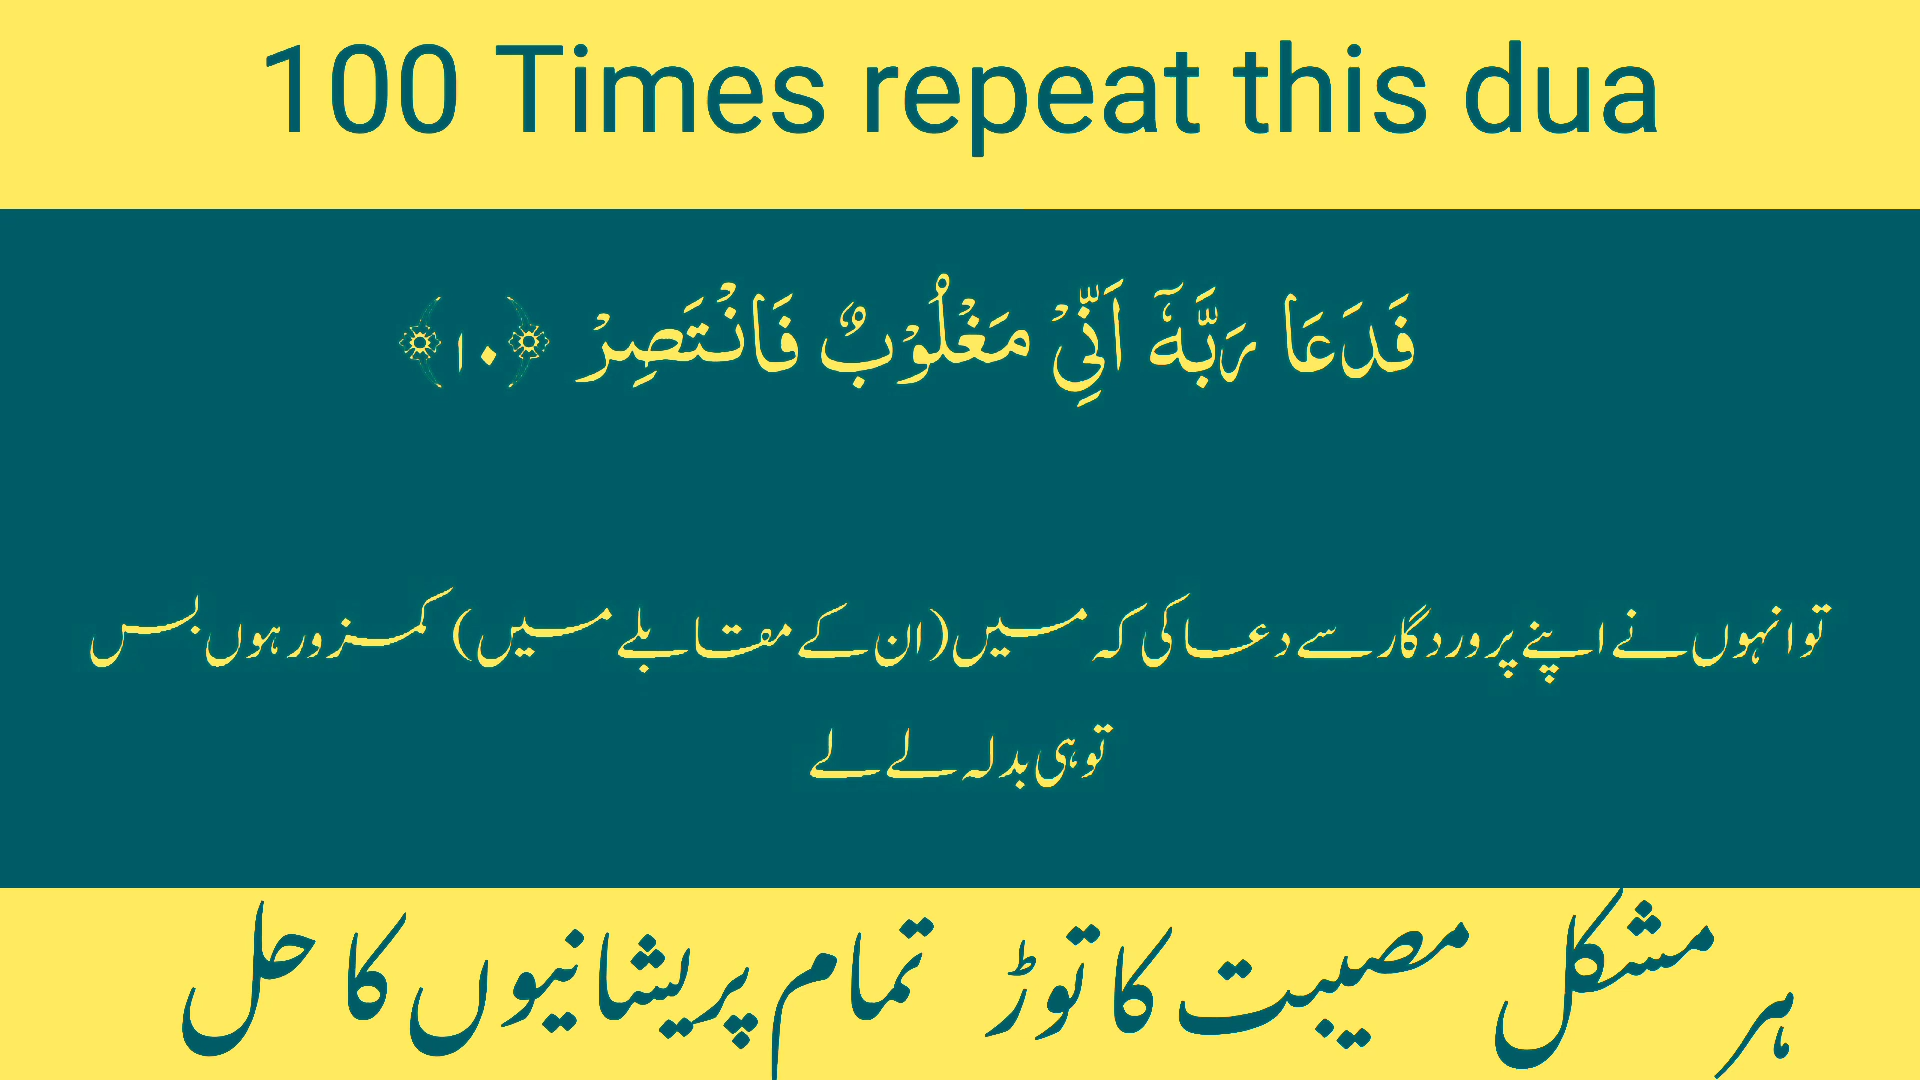 100 Times repeat this dua
فَدَعَا رَبَّهٗۤ اَنِّیْ مَغْلُوْبٌ فَانْتَصِرْ ﴿۱۰﴾
تو انہوں نے اپنے پروردگار سے دعا کی کہ میں (ان کے مقابلے میں) کمزور ہوں بس
تو ہی بدلہ لے لے
ہر مشکل مصیبت کا توڑ تمام پریشانیوں کا حل